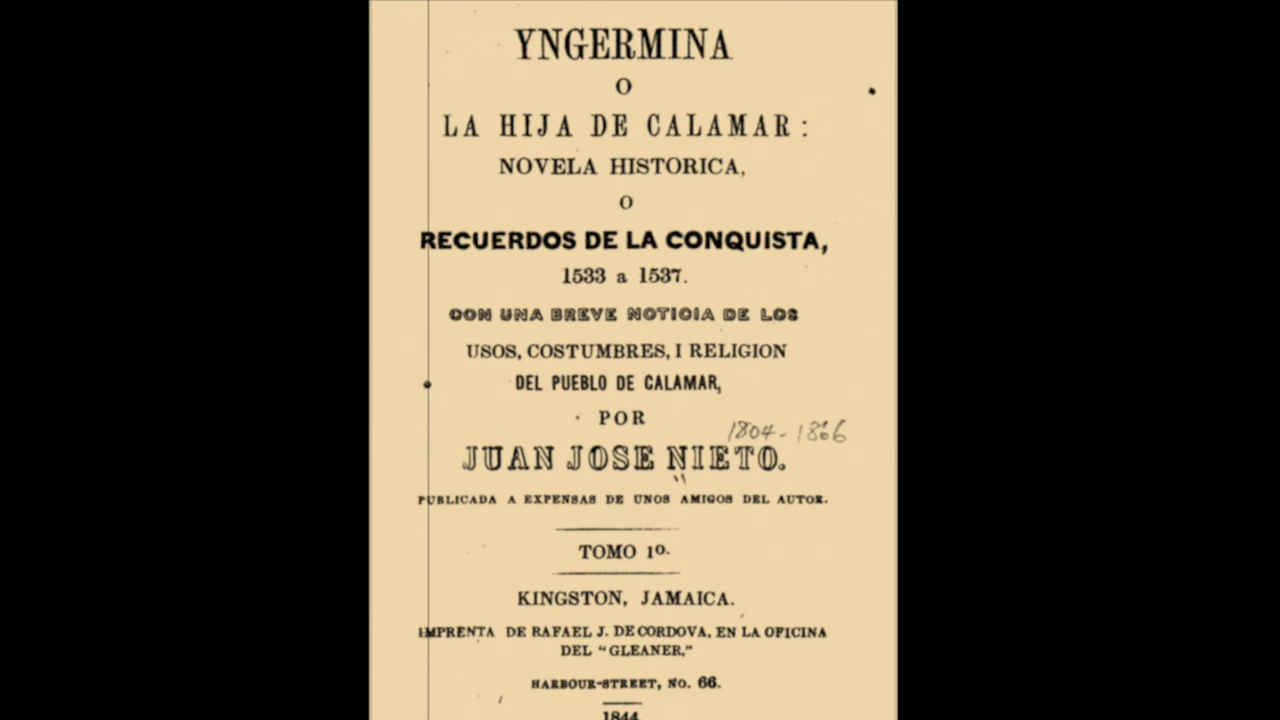 YNGERMINA
O
LA HIJA DE CALAMAR:
NOVELA HISTORICA,
O
RECUERDOS DE LA CONQUISTA,
1533 a 1537.
CON UNA BREVE NOTICIA DE LOS
USOS, COSTUMBRES, I RELIGION
DEL PUEBLO DE CALAMAR,
POR
1804-1866
JUAN JOSE NIETO.
PUBLICADA A EXPENSAS DE UNOS AMIGOS DEL AUTOR.
TOMO 1º.
KINGSTON, JAMAICA.
IMPRENTA DE RAFAEL J. DE CORDOVA, EN LA OFICINA
DEL "GLEANER,"
HARBOUR-STREET, NO. 66.
1844